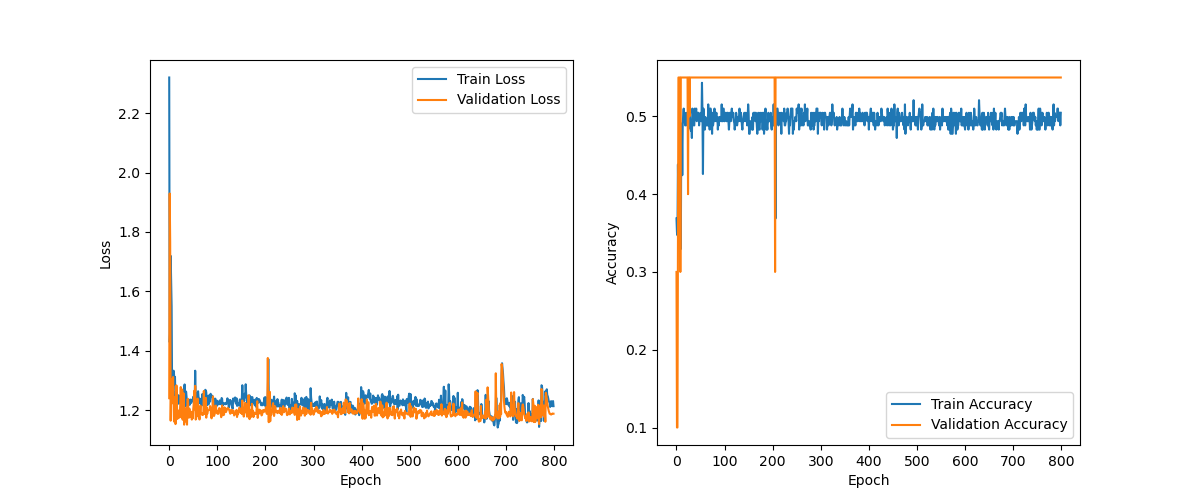 Train Loss
Validation Loss
2.2
2.0
1.8
1.6
1.4
1.2
Loss
0 100 200 300 400 500 600 700 800
Epoch
0.5
0.4
0.3
0.2
0.1
Accuracy
Train Accuracy
Validation Accuracy
0 100 200 300 400 500 600 700 800
Epoch